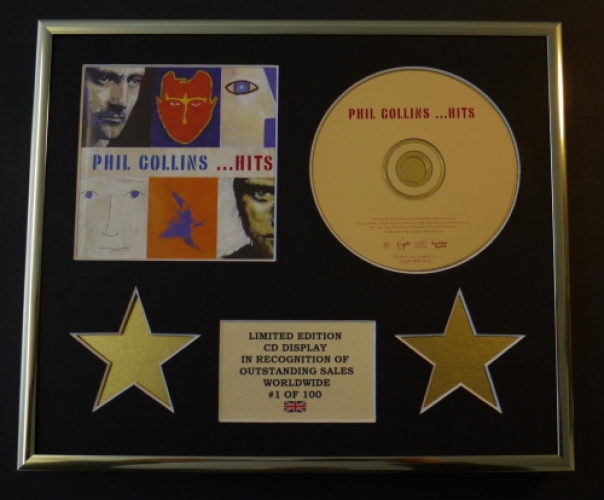 PHIL COLLINS ...HITS
PHIL COLLINS ...HITS
Virgin
LIMITED EDITION
CD DISPLAY
IN RECOGNITION OF
OUTSTANDING SALES
WORLDWIDE
#1 OF 100